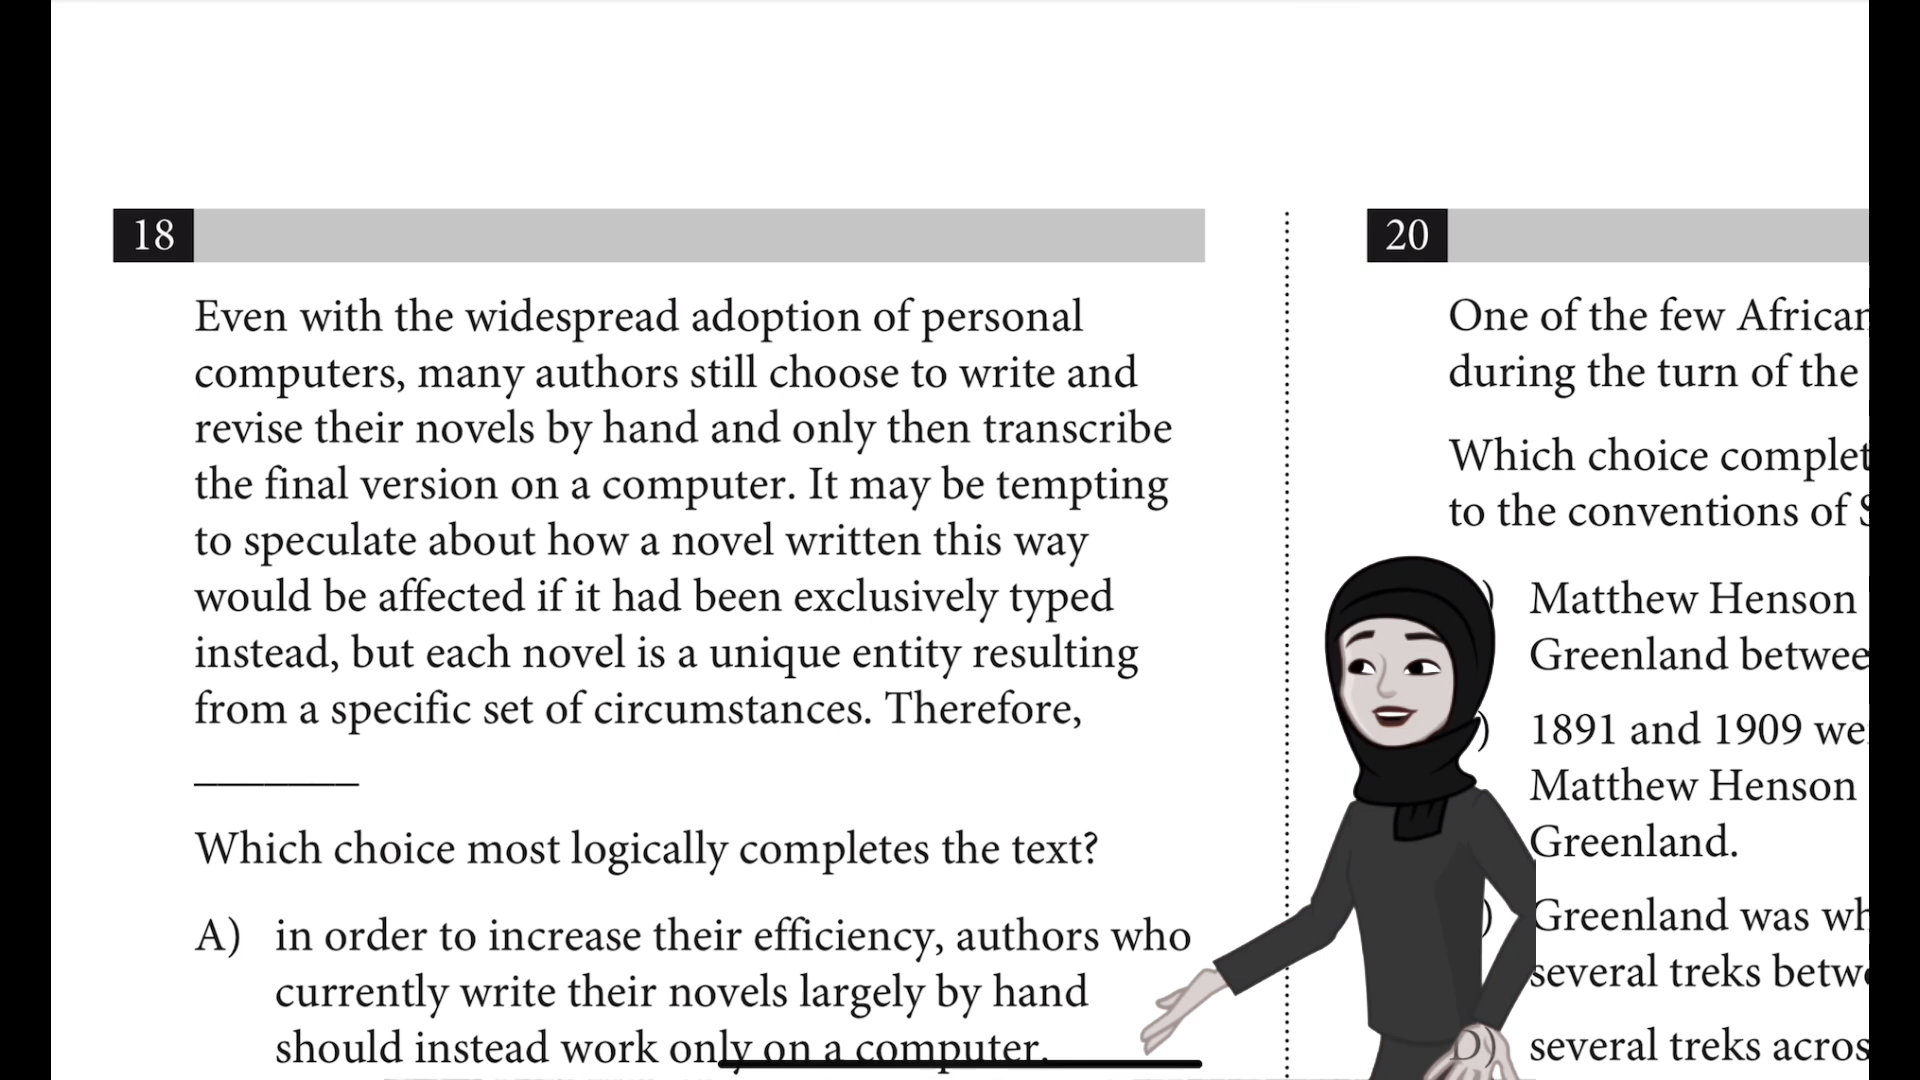 18
Even with the widespread adoption of personal
computers, many authors still choose to write and
revise their novels by hand and only then transcribe
the final version on a computer. It may be tempting
to speculate about how a novel written this way
would be affected if it had been exclusively typed
instead, but each novel is a unique entity resulting
from a specific set of circumstances. Therefore,
_______
Which choice most logically completes the text?
A) in order to increase their efficiency, authors who
currently write their novels largely by hand
should instead work only on a computer.
20
One of the few African
during the turn of the
Which choice complet
to the conventions of
) Matthew Henson
Greenland betwee
) 1891 and 1909 we
Matthew Henson
Greenland.
) Greenland was wh
several treks betw
D) several treks acros